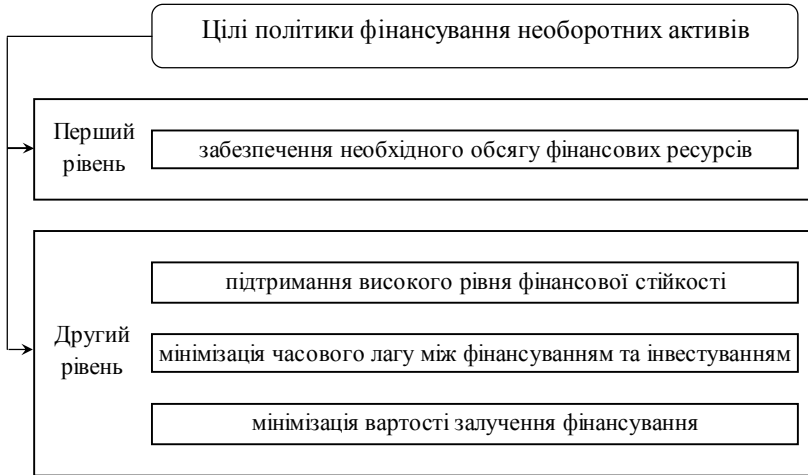 Цілі політики фінансування необоротних активів
Перший
рівень
забезпечення необхідного обсягу фінансових ресурсів
Другий
рівень
підтримання високого рівня фінансової стійкості
мінімізація часового лагу між фінансуванням та інвестуванням
мінімізація вартості залучення фінансування